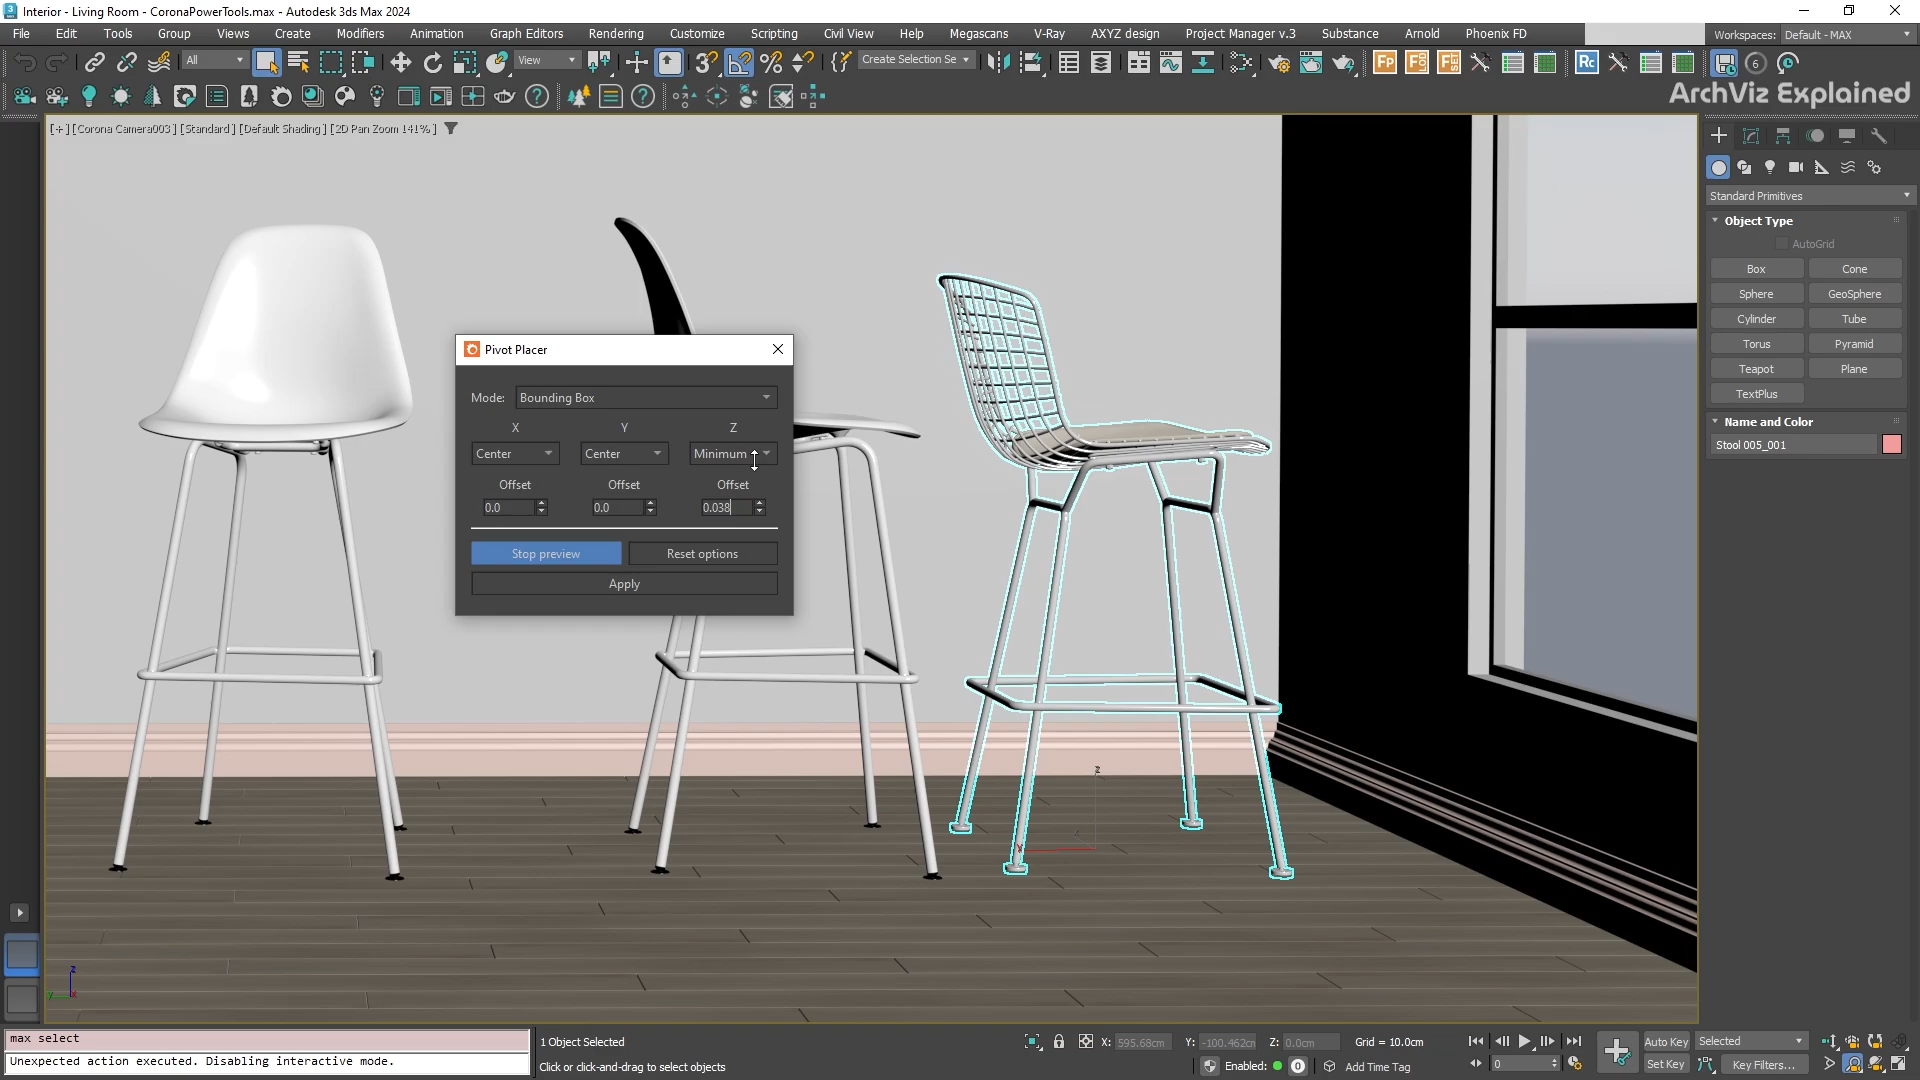 Interior - Living Room - CoronaPowerTools.max - Autodesk 3ds Max 2024
File Edit Tools Group Views Create Modifiers Animation Graph Editors Rendering Customize Scripting Civil View Help Megascans V-Ray AXYZ design Project Manager v.3 Substance Arnold Phoenix FD
Workspaces: Default - MAX
All View Create Selection Se
ArchViz Explained
[+] [Corona Camera003] [Standard] [Default Shading] [2D Pan Zoom 141%]
Standard Primitives
Object Type
AutoGrid
Box Cone
Sphere GeoSphere
Cylinder Tube
Torus Pyramid
Teapot Plane
TextPlus
Name and Color
Stool 005_001
Pivot Placer
Mode: Bounding Box
X Y Z
Center Center Minimum
Offset Offset Offset
0.0 0.0 0.038
Stop preview Reset options
Apply
max select
Unexpected action executed. Disabling interactive mode.
1 Object Selected
Click or click-and-drag to select objects
X: 595.68cm Y: -100.462cm Z: 0.0cm Grid = 10.0cm
Enabled: 0 Add Time Tag
0
Auto Key Selected
Set Key Key Filters...